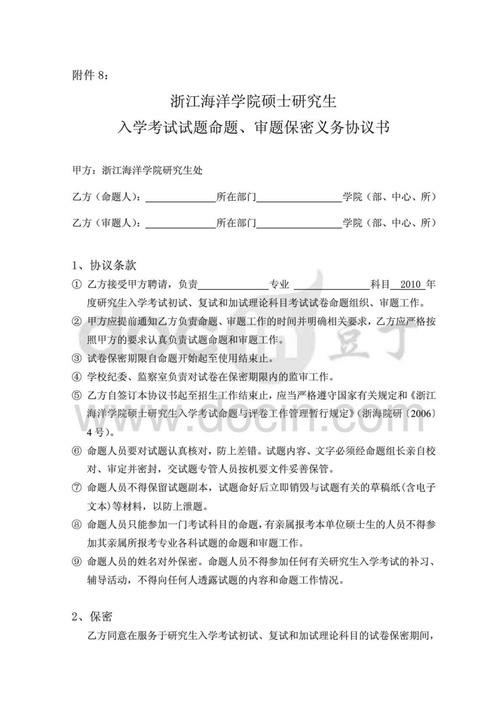 附件 8：
浙江海洋学院硕士研究生
入学考试试题命题、审题保密义务协议书
甲方：浙江海洋学院研究生处
乙方（命题人）：____________所在部门____________学院（部、中心、所）
乙方（审题人）：____________所在部门____________学院（部、中心、所）
1、协议条款
① 乙方接受甲方聘请，负责____________专业____________科目 2010 年
度研究生入学考试初试、复试和加试理论科目考试试卷命题组织、审题工作。
② 甲方应提前通知乙方负责命题、审题工作的时间并明确相关要求，乙方应严格按
照甲方的要求认真负责试题命题和审题工作。
③ 试卷保密期限自命题开始起至使用结束止。
④ 学校纪委、监察室负责对试卷在保密期限内的监审工作。
⑤ 乙方自签订本协议书起至招生工作结束止，应当严格遵守国家有关规定和《浙江
海洋学院硕士研究生入学考试命题与评卷工作管理暂行规定》（浙海院研〔2006〕
4 号）。
⑥ 命题人员要对试题认真核对，防上差错。试题内容、文字必须经命题组长亲自校
对、审定并密封，交试题专管人员按机要文件妥善保管。
⑦ 命题人员不得保留试题副本，试题命好后立即销毁与试题有关的草稿纸(含电子
文本)等材料，以防上泄题。
⑧ 命题人员只能参加一门考试科目的命题，有亲属报考本单位硕士生的人员不得参
加其亲属所报考专业各科试题的命题和审题工作。
⑨ 命题人员的姓名对外保密。命题人员不得参加任何有关研究生入学考试的补习、
辅导活动，不得向任何人透露试题的内容和命题工作情况。
2、保密
乙方同意在服务于研究生入学考试初试、复试和加试理论科目的试卷保密期间，
docin 豆丁
www.docin.com